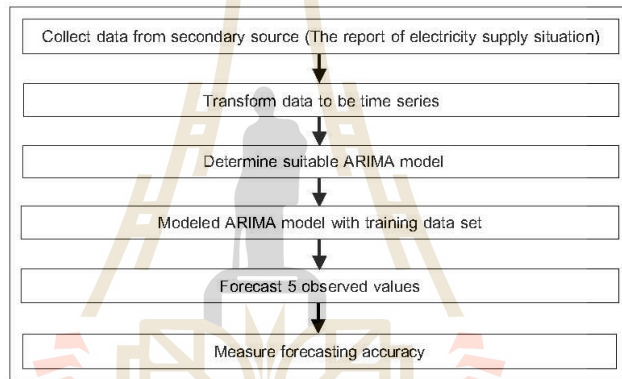 Collect data from secondary source (The report of electricity supply situation)
Transform data to be time series
Determine suitable ARIMA model
Modeled ARIMA model with training data set
Forecast 5 observed values
Measure forecasting accuracy